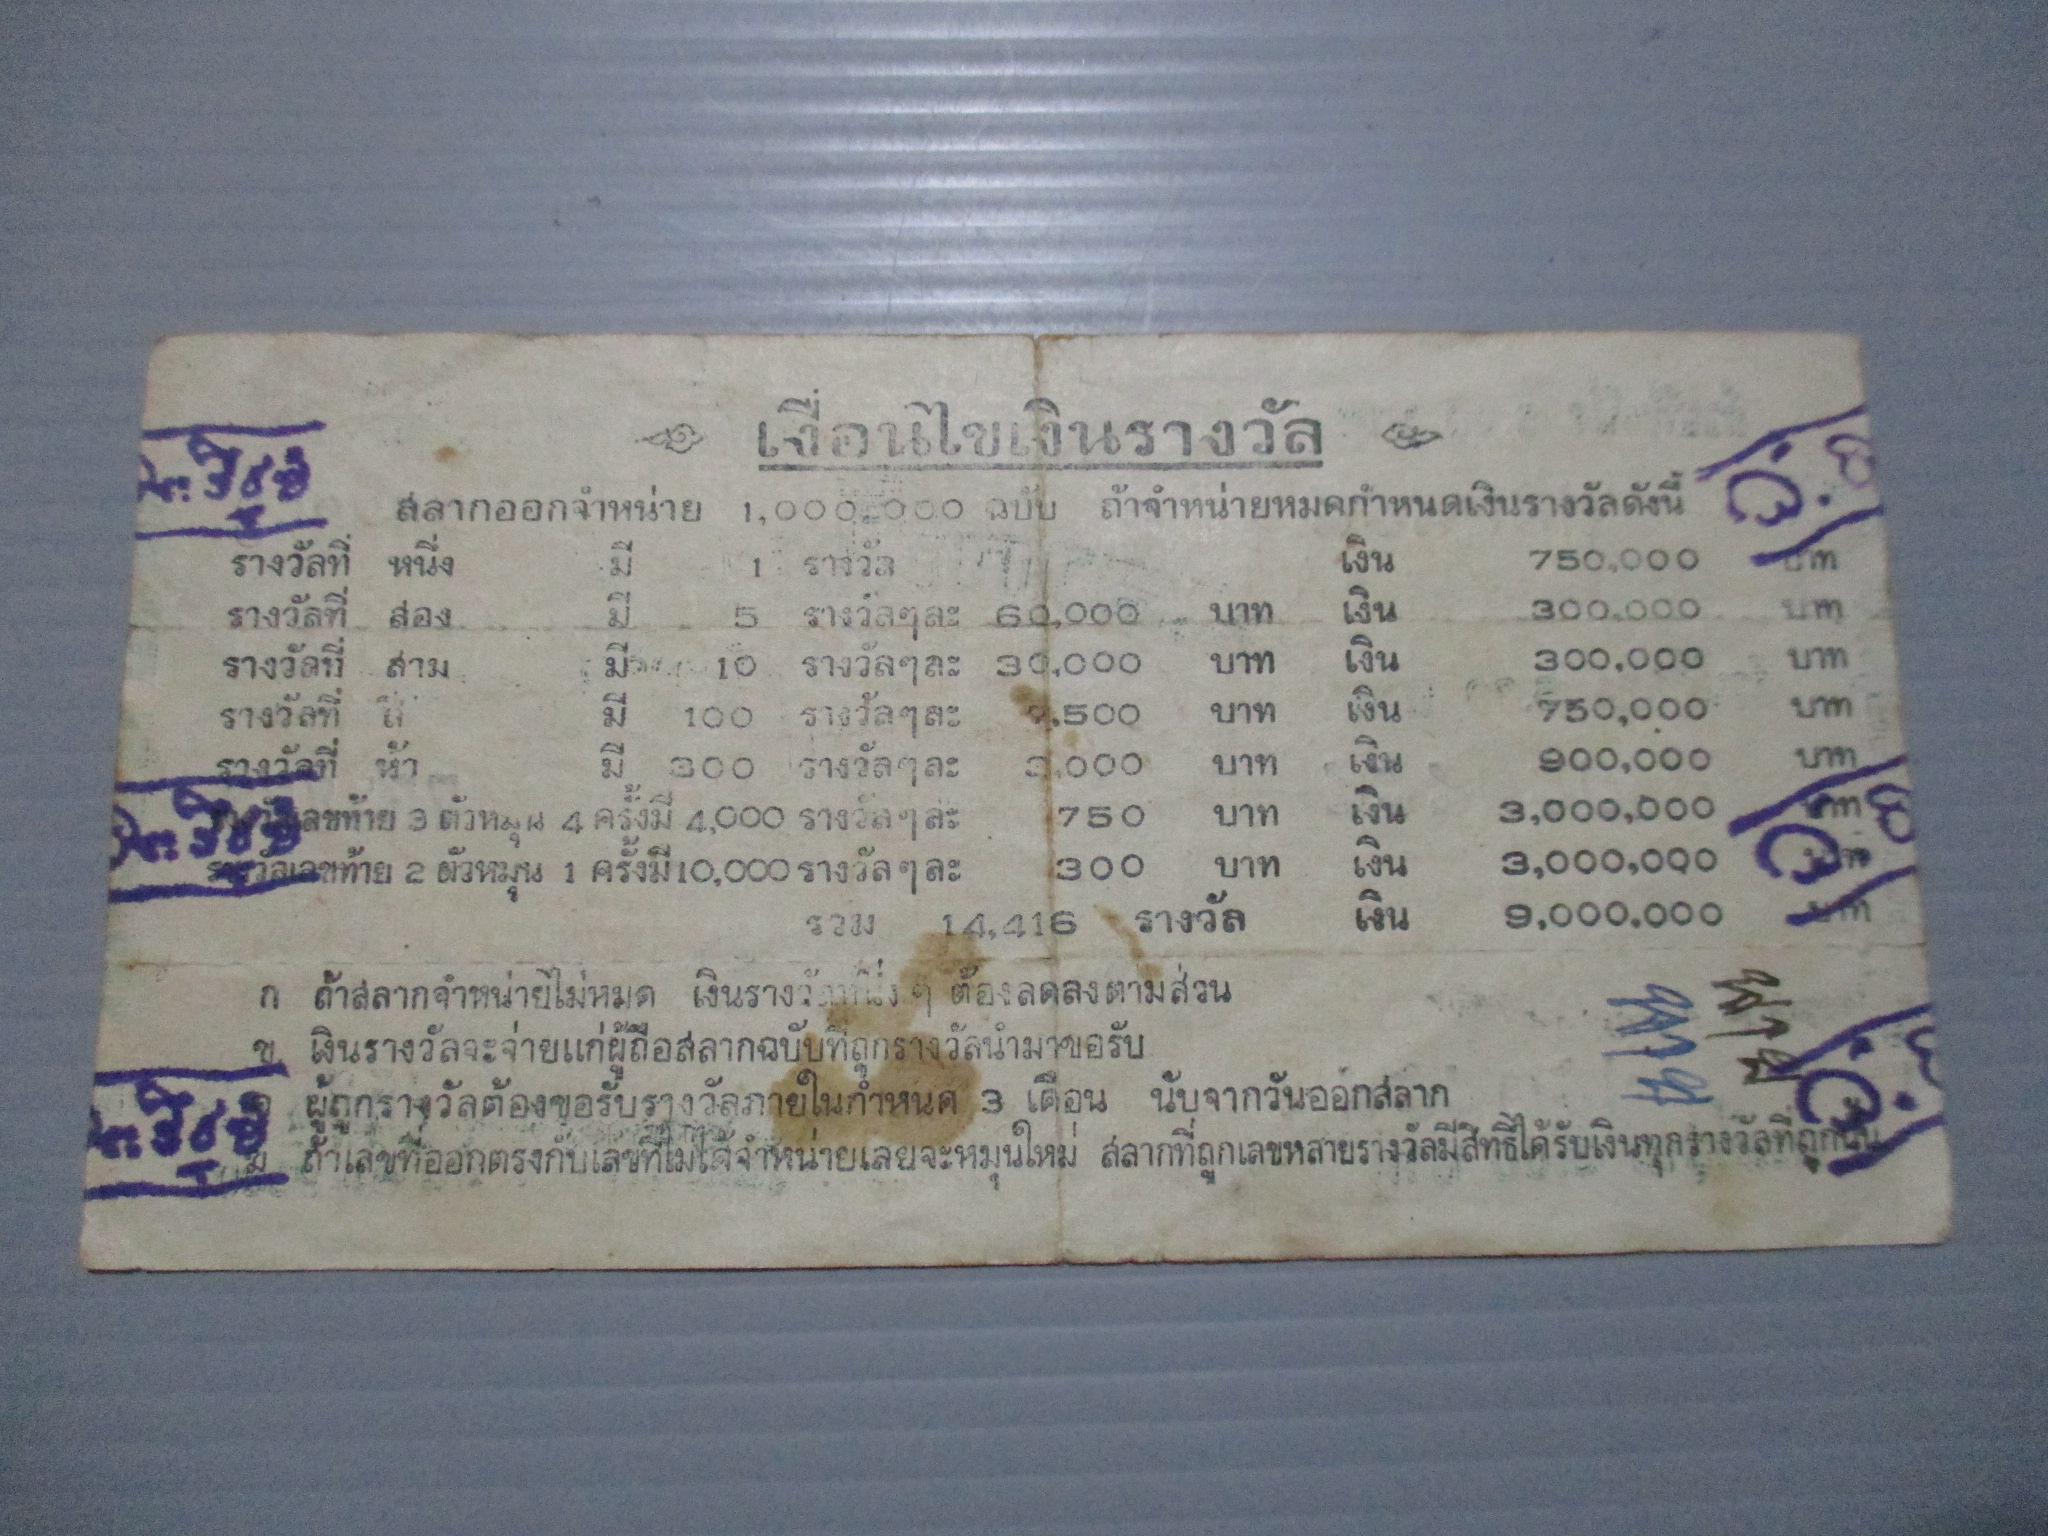 เงื่อนไขเงินรางวัล
สลากออกจำหน่าย 1,000,000 ฉบับ ถ้าจำหน่ายหมดกำหนดเงินรางวัลดังนี้
รางวัลที่ หนึ่ง มี 1 รางวัล เงิน 750,000 บาท
รางวัลที่ สอง มี 5 รางวัลๆละ 60,000 บาท เงิน 300,000 บาท
รางวัลที่ สาม มี 10 รางวัลๆละ 30,000 บาท เงิน 300,000 บาท
รางวัลที่ สี่ มี 100 รางวัลๆละ 7,500 บาท เงิน 750,000 บาท
รางวัลที่ ห้า มี 300 รางวัลๆละ 3,000 บาท เงิน 900,000 บาท
รางวัลเลขท้าย 3 ตัวหมุน 4 ครั้งมี 4,000 รางวัลๆละ 750 บาท เงิน 3,000,000 บาท
รางวัลเลขท้าย 2 ตัวหมุน 1 ครั้งมี 10,000 รางวัลๆละ 300 บาท เงิน 3,000,000 บาท
รวม 14,416 รางวัล เงิน 9,000,000 บาท
ก ถ้าสลากจำหน่ายไม่หมด เงินรางวัลหนึ่ง ๆ ต้องลดลงตามส่วน
ข เงินรางวัลจะจ่ายแก่ผู้ถือสลากฉบับที่ถูกรางวัลนำมาขอรับ
ผู้ถูกรางวัลต้องขอรับรางวัลภายในกำหนด 3 เดือน นับจากวันออกสลาก
ถ้าเลขที่ออกตรงกับเลขที่ไม่ได้จำหน่ายเลยจะหมุนใหม่ สลากที่ถูกเลขหลายรางวัลมีสิทธิได้รับเงินทุกรางวัลที่ถูกนั้น